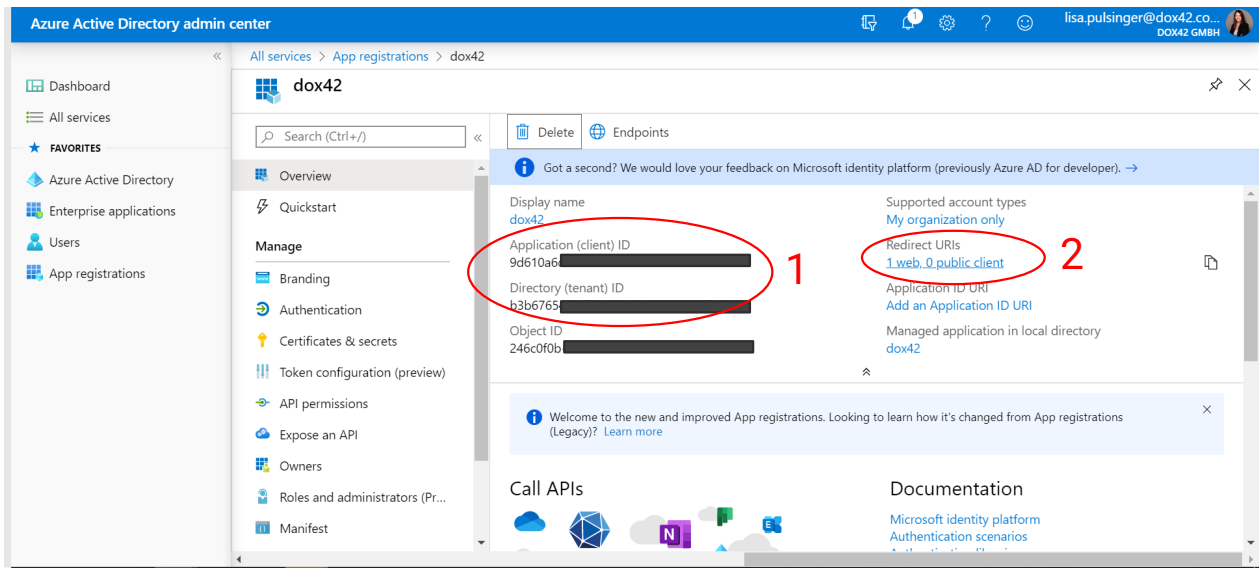 Azure Active Directory admin center
1
lisa.pulsinger@dox42.co...
DOX42 GMBH
«
All services > App registrations > dox42
Dashboard
All services
FAVORITES
Azure Active Directory
Enterprise applications
Users
App registrations
dox42
Search (Ctrl+/)
«
Overview
Quickstart
Manage
Branding
Authentication
Certificates & secrets
Token configuration (preview)
API permissions
Expose an API
Owners
Roles and administrators (Pr...
Manifest
Delete
Endpoints
Got a second? We would love your feedback on Microsoft identity platform (previously Azure AD for developer). →
Display name
dox42
Application (client) ID
9d610a6
Directory (tenant) ID
b3b6765
1
Object ID
246c0f0b
Supported account types
My organization only
Redirect URIs
1 web, 0 public client
2
Application ID URI
Add an Application ID URI
Managed application in local directory
dox42
Welcome to the new and improved App registrations. Looking to learn how it's changed from App registrations
(Legacy)? Learn more
Call APIs
N
E
Documentation
Microsoft identity platform
Authentication scenarios